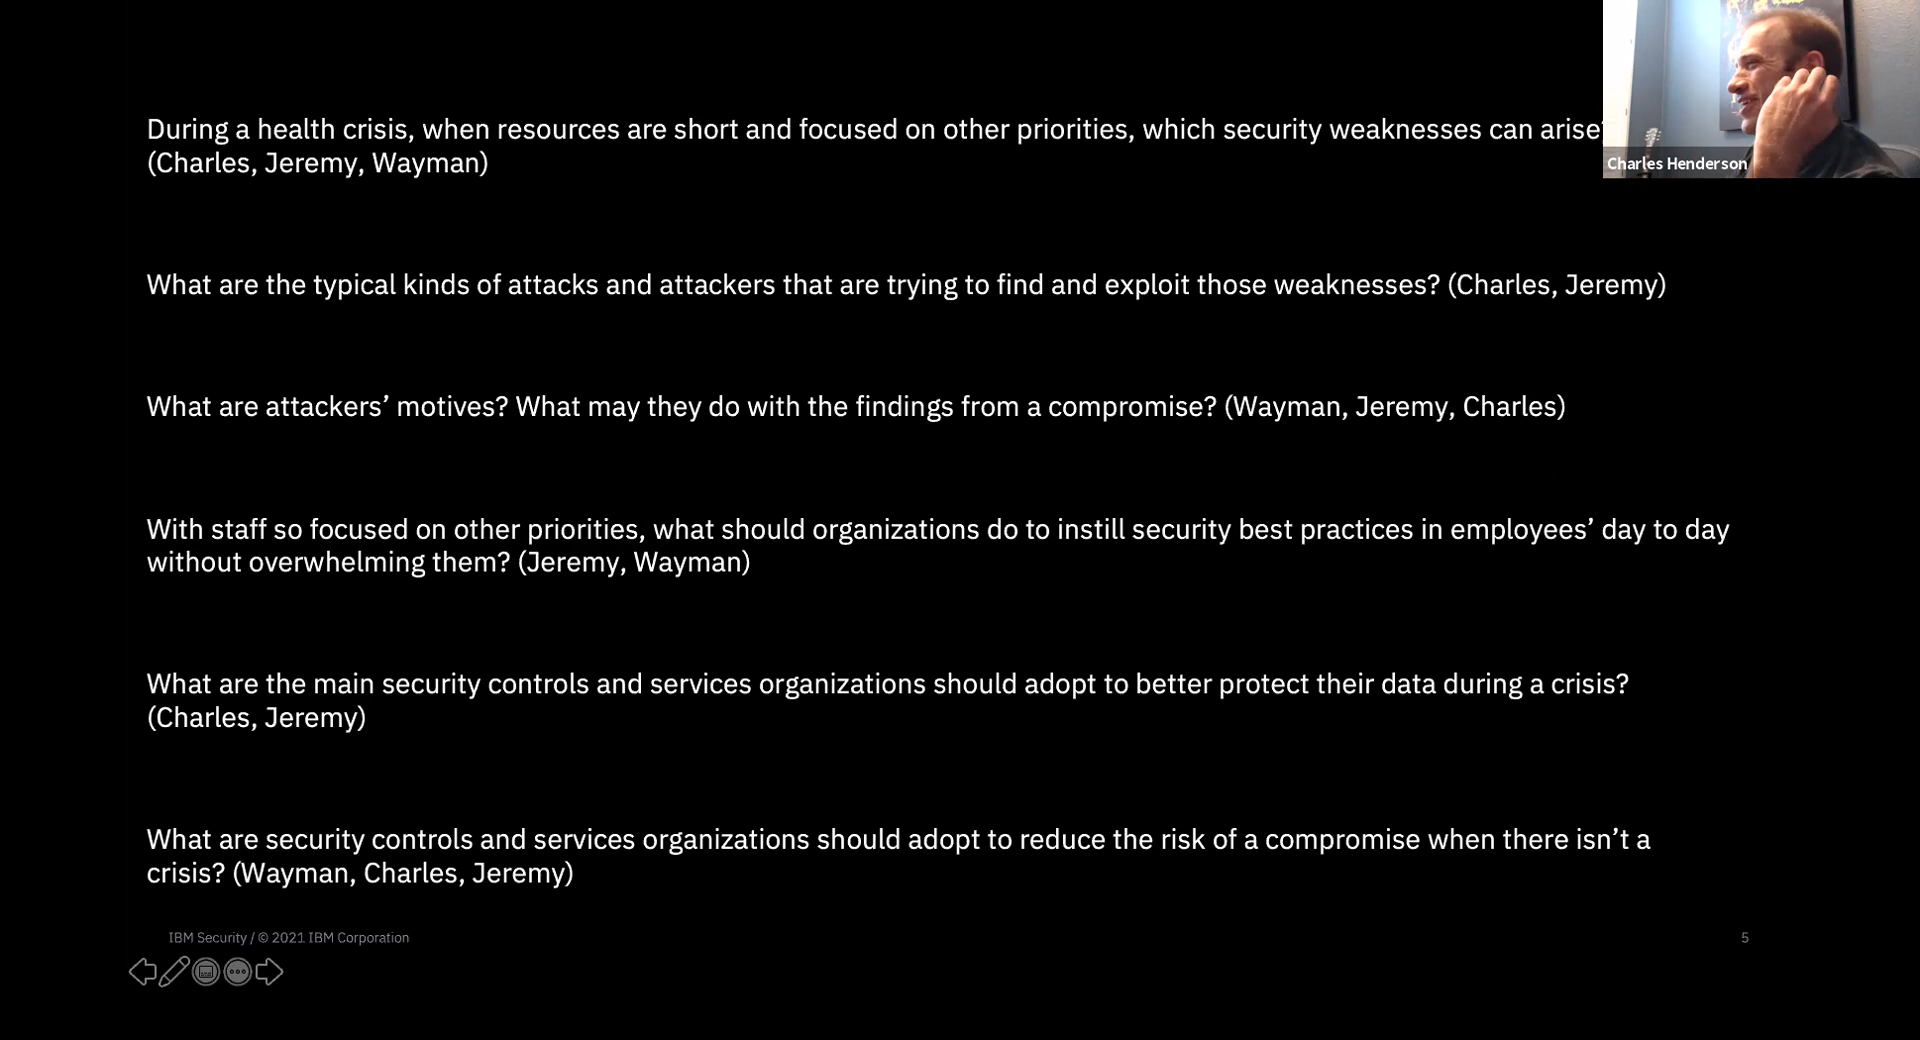 During a health crisis, when resources are short and focused on other priorities, which security weaknesses can arise?
(Charles, Jeremy, Wayman)
Charles Henderson
What are the typical kinds of attacks and attackers that are trying to find and exploit those weaknesses? (Charles, Jeremy)
What are attackers’ motives? What may they do with the findings from a compromise? (Wayman, Jeremy, Charles)
With staff so focused on other priorities, what should organizations do to instill security best practices in employees’ day to day
without overwhelming them? (Jeremy, Wayman)
What are the main security controls and services organizations should adopt to better protect their data during a crisis?
(Charles, Jeremy)
What are security controls and services organizations should adopt to reduce the risk of a compromise when there isn’t a
crisis? (Wayman, Charles, Jeremy)
IBM Security / © 2021 IBM Corporation
5